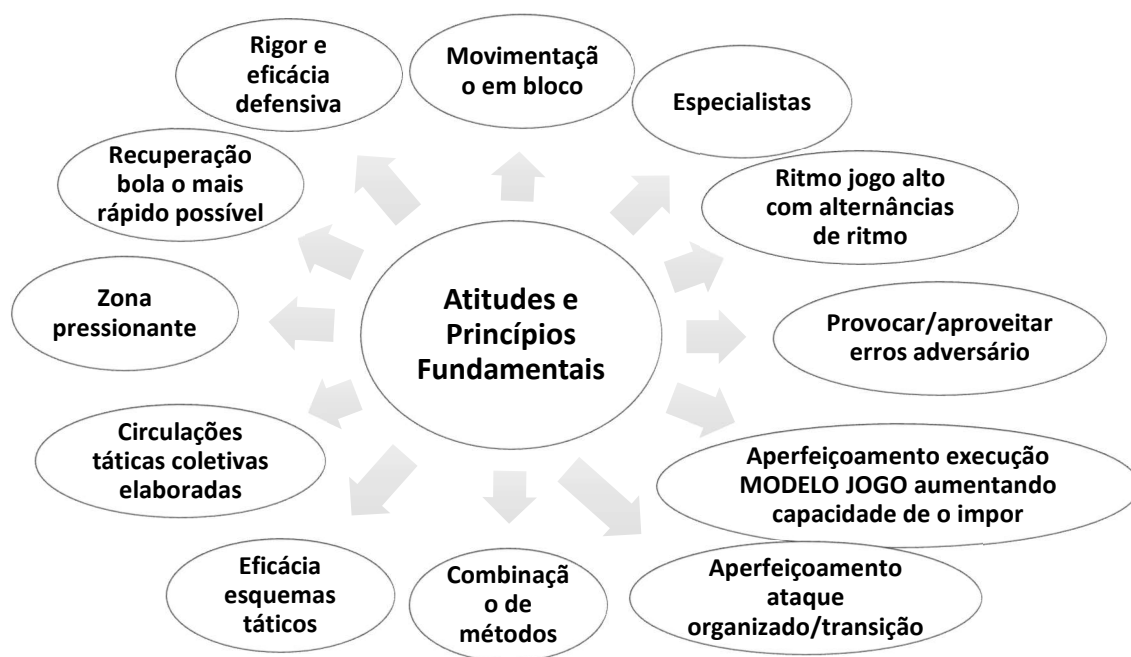 Atitudes e
Princípios
Fundamentais
Movimentaçã
o em bloco
Especialistas
Ritmo jogo alto
com alternâncias
de ritmo
Provocar/aproveitar
erros adversário
Aperfeiçoamento execução
MODELO JOGO aumentando
capacidade de o impor
Aperfeiçoamento
ataque
organizado/transição
Combinaçã
o de
métodos
Eficácia
esquemas
táticos
Circulações
táticas coletivas
elaboradas
Zona
pressionante
Recuperação
bola o mais
rápido possível
Rigor e
eficácia
defensiva